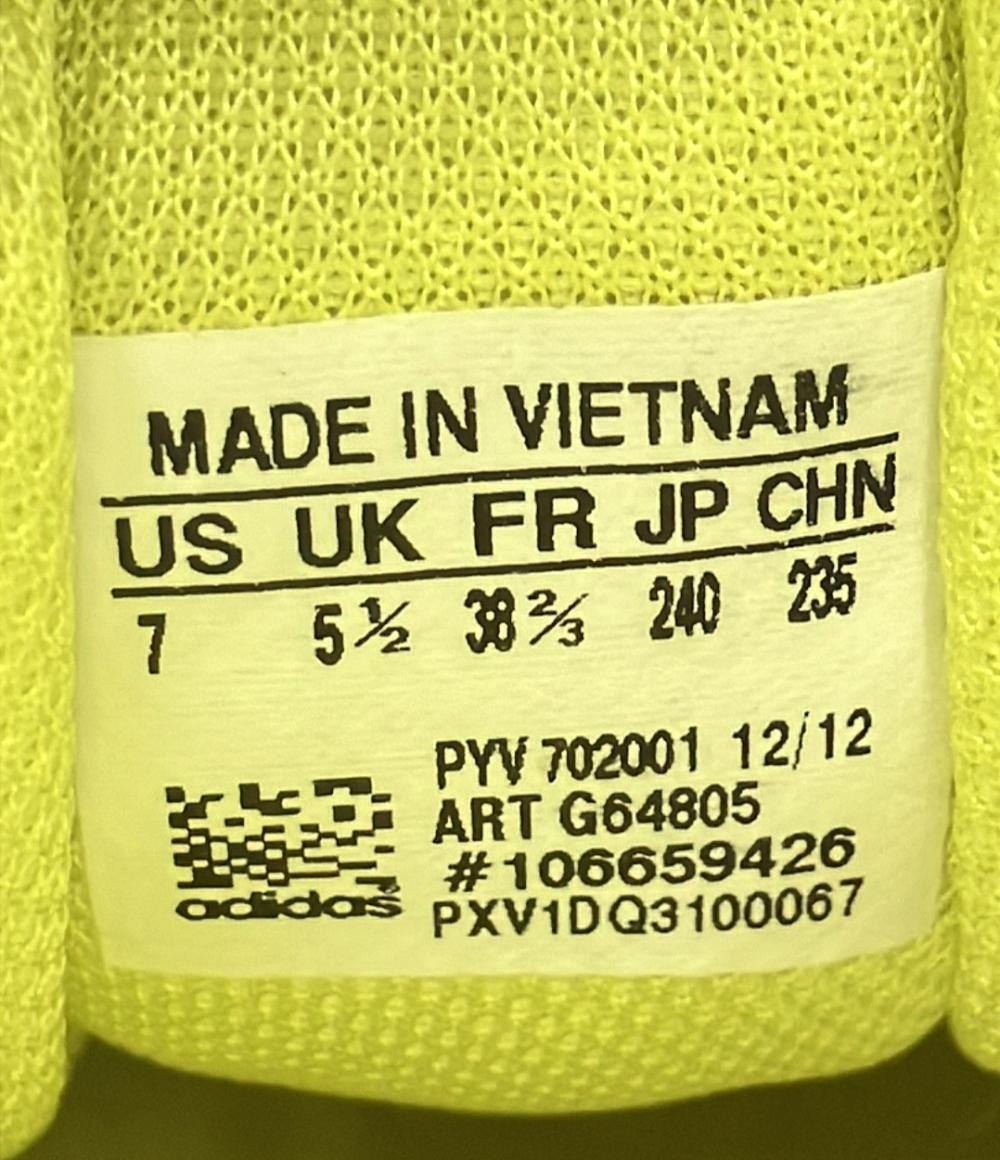 MADE IN VIETNAM
US UK FR JP CHN
7 5½ 38⅔ 240 235
PYV 702001 12/12
ART G64805
#106659426
PXV1DQ3100067
adidas